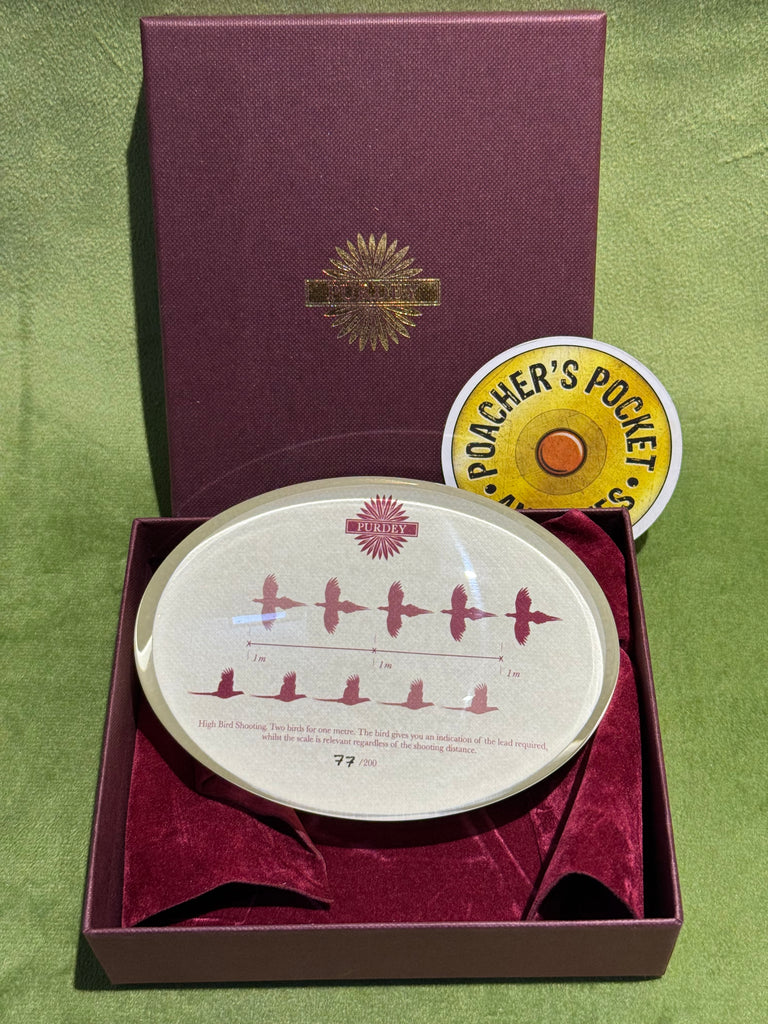 PURDEY
POACHER'S POCKET
PURDEY
1m
1m
1m
High Bird Shooting. Two birds for one metre. The bird gives you an indication of the lead required,
whilst the scale is relevant regardless of the shooting distance.
77/200